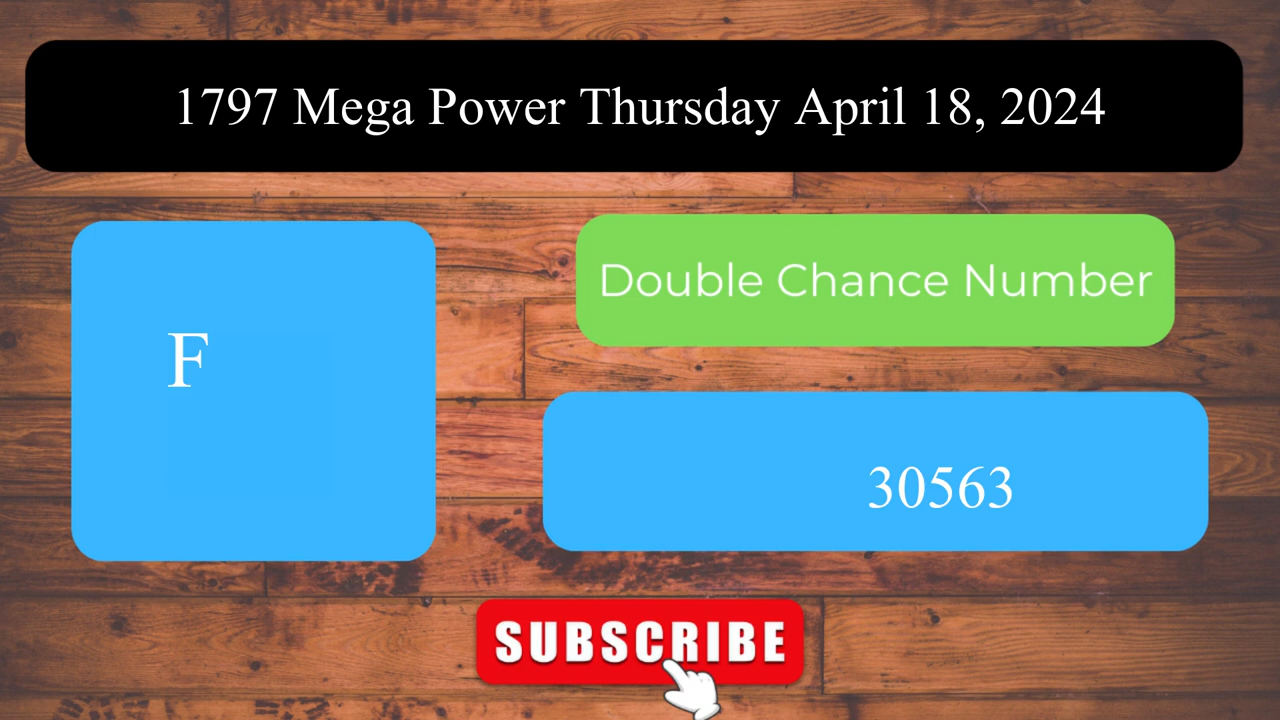 1797 Mega Power Thursday April 18, 2024
F
Double Chance Number
30563
SUBSCRIBE